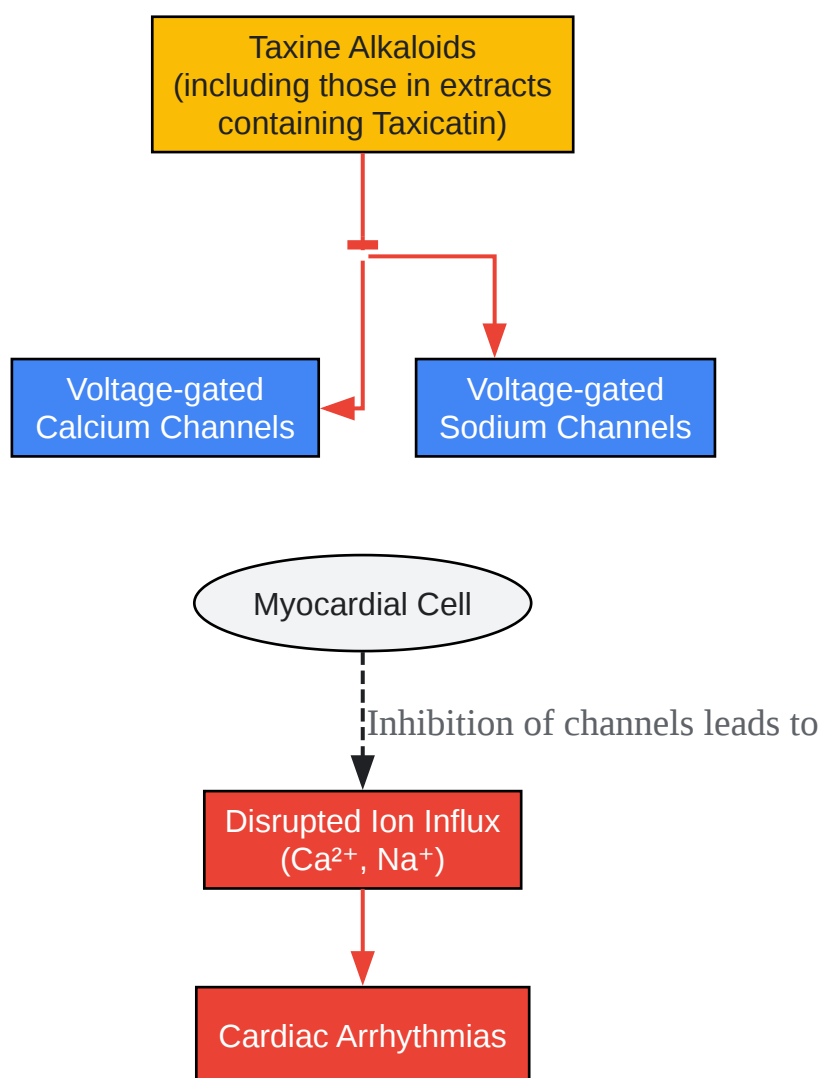 Taxine Alkaloids
(including those in extracts
containing Taxicatin)
Voltage-gated
Calcium Channels
Voltage-gated
Sodium Channels
Myocardial Cell
Inhibition of channels leads to
Disrupted Ion Influx
(Ca²⁺, Na⁺)
Cardiac Arrhythmias